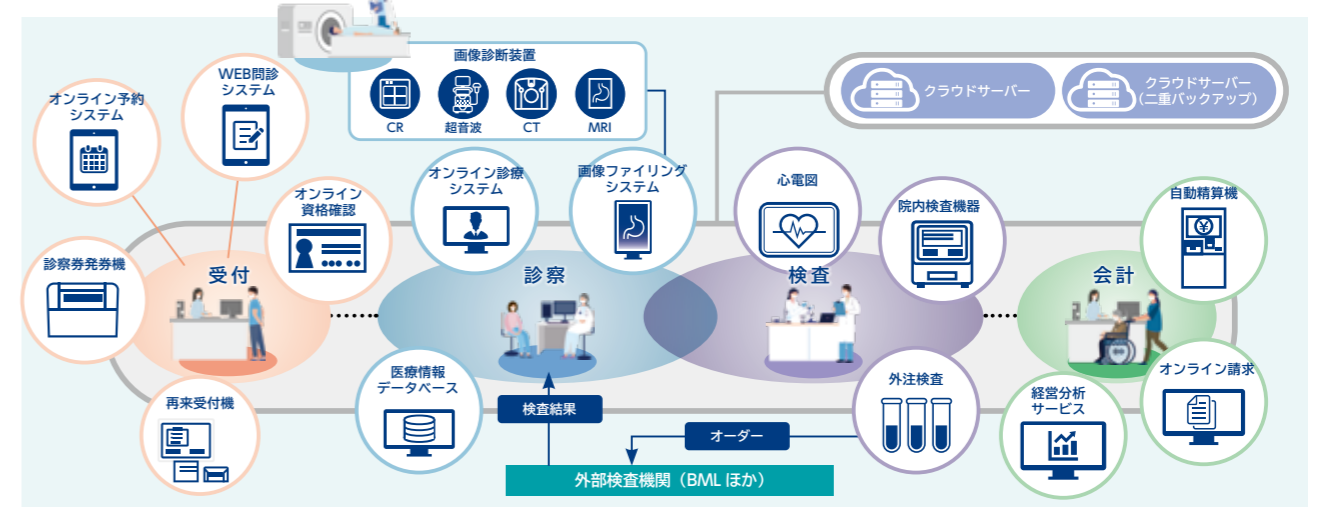 オンライン予約
システム
WEB問診
システム
オンライン
資格確認
診察券発券機
受付
再来受付機
画像診断装置
CR
超音波
CT
MRI
オンライン診療
システム
画像ファイリング
システム
診察
医療情報
データベース
検査結果
オーダー
外部検査機関（BML ほか）
クラウドサーバー
クラウドサーバー
（二重バックアップ）
心電図
院内検査機器
検査
外注検査
自動精算機
¥
会計
経営分析
サービス
オンライン請求